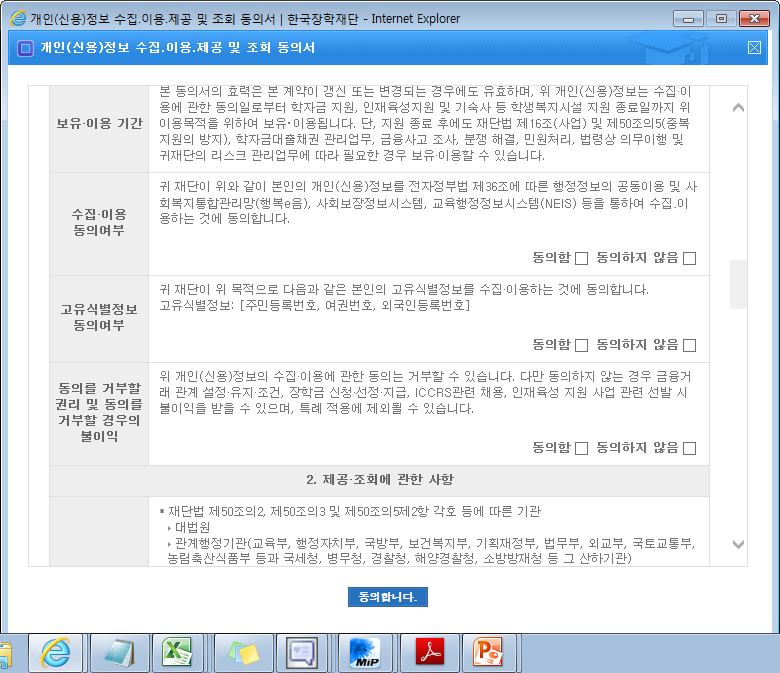 개인(신용)정보 수집.이용.제공 및 조회 동의서 | 한국장학재단 - Internet Explorer
개인(신용)정보 수집.이용.제공 및 조회 동의서
보유·이용 기간
본 동의서의 효력은 본 계약이 갱신 또는 변경되는 경우에도 유효하며, 위 개인(신용)정보는 수집·이
용에 관한 동의일로부터 학자금 지원, 인재육성지원 및 기숙사 등 학생복지시설 지원 종료일까지 위
이용목적을 위하여 보유·이용됩니다. 단, 지원 종료 후에도 재단법 제16조(사업) 및 제50조의5(중복
지원의 방지), 학자금대출채권 관리업무, 금융사고 조사, 분쟁 해결, 민원처리, 법령상 의무이행 및
귀재단의 리스크 관리업무에 따라 필요한 경우 보유·이용할 수 있습니다.
수집·이용
동의여부
귀 재단이 위와 같이 본인의 개인(신용)정보를 전자정부법 제36조에 따른 행정정보의 공동이용 및 사
회복지통합관리망(행복e음), 사회보장정보시스템, 교육행정정보시스템(NEIS) 등을 통하여 수집.이
용하는 것에 동의합니다.
동의함 동의하지 않음
고유식별정보
동의여부
귀 재단이 위 목적으로 다음과 같은 본인의 고유식별정보를 수집·이용하는 것에 동의합니다.
고유식별정보: [주민등록번호, 여권번호, 외국인등록번호]
동의함 동의하지 않음
동의를 거부할
권리 및 동의를
거부할 경우의
불이익
위 개인(신용)정보의 수집·이용에 관한 동의는 거부할 수 있습니다. 다만 동의하지 않는 경우 금융거
래 관계 설정·유지·조건, 장학금 신청·선정·지급, ICCRS관련 채용, 인재육성 지원 사업 관련 선발 시
불이익을 받을 수 있으며, 특례 적용에 제외될 수 있습니다.
동의함 동의하지 않음
2. 제공·조회에 관한 사항
▪ 재단법 제50조의2, 제50조의3 및 제50조의5제2항 각호 등에 따른 기관
대법원
관계행정기관(교육부, 행정자치부, 국방부, 보건복지부, 기획재정부, 법무부, 외교부, 국토교통부,
농림축산식품부 등과 국세청, 병무청, 경찰청, 해양경찰청, 소방방재청 등 그 산하기관)
동의합니다.
MiP